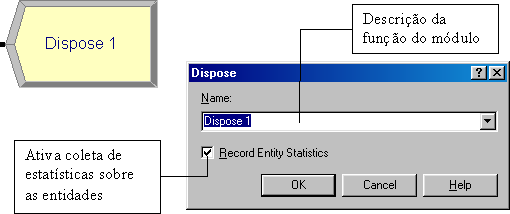 Dispose 1
Descrição da
função do módulo
Dispose
Name:
Dispose 1
Record Entity Statistics
Ativa coleta de
estatísticas sobre
as entidades
OK
Cancel
Help